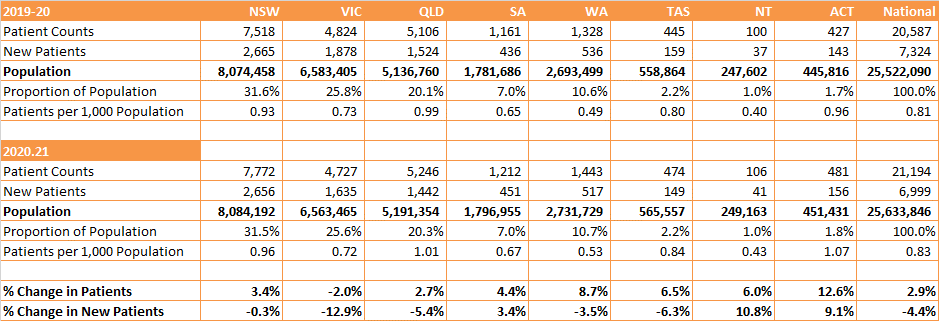 2019-20 NSW VIC QLD SA WA TAS NT ACT National
Patient Counts 7,518 4,824 5,106 1,161 1,328 445 100 427 20,587
New Patients 2,665 1,878 1,524 436 536 159 37 143 7,324
Population 8,074,458 6,583,405 5,136,760 1,781,686 2,693,499 558,864 247,602 445,816 25,522,090
Proportion of Population 31.6% 25.8% 20.1% 7.0% 10.6% 2.2% 1.0% 1.7% 100.0%
Patients per 1,000 Population 0.93 0.73 0.99 0.65 0.49 0.80 0.40 0.96 0.81
2020.21
Patient Counts 7,772 4,727 5,246 1,212 1,443 474 106 481 21,194
New Patients 2,656 1,635 1,442 451 517 149 41 156 6,999
Population 8,084,192 6,563,465 5,191,354 1,796,955 2,731,729 565,557 249,163 451,431 25,633,846
Proportion of Population 31.5% 25.6% 20.3% 7.0% 10.7% 2.2% 1.0% 1.8% 100.0%
Patients per 1,000 Population 0.96 0.72 1.01 0.67 0.53 0.84 0.43 1.07 0.83
% Change in Patients 3.4% -2.0% 2.7% 4.4% 8.7% 6.5% 6.0% 12.6% 2.9%
% Change in New Patients -0.3% -12.9% -5.4% 3.4% -3.5% -6.3% 10.8% 9.1% -4.4%